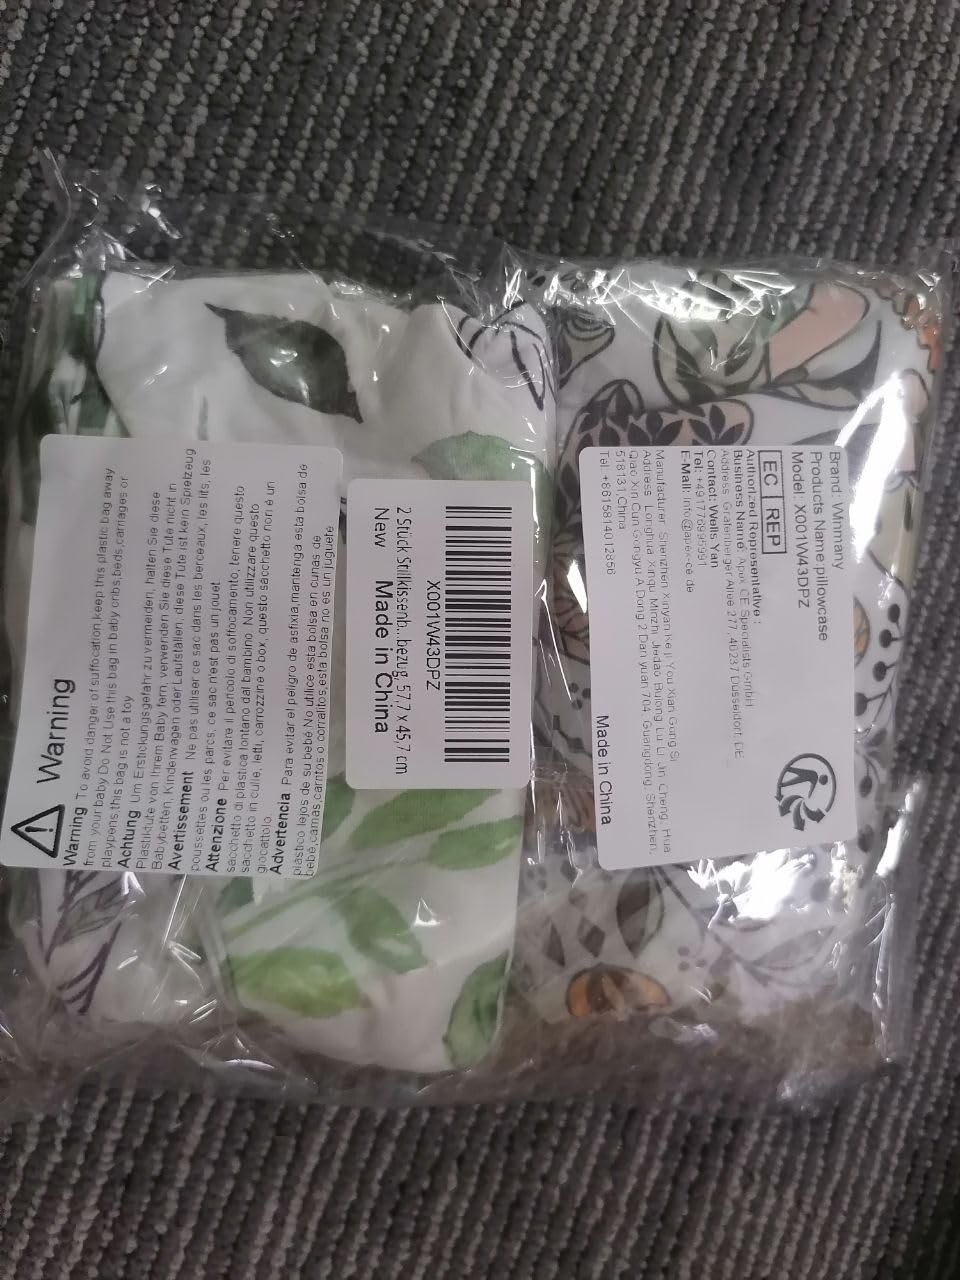 Warning
Warning To avoid danger of suffocation,keep this plastic bag away
from your baby Do Not Use this bag in baby cribs,beds,carriages or
playpens,this bag is not a toy
Achtung Um Erstickungsgefahr zu vermeiden, halten Sie diese
Plastiktüte von Ihrem Baby fern,verwenden Sie diese Tüte nicht in
Babybetten, Kinderwagen oder Laufställen, diese Tüte ist kein Spielzeug
Avertissement Ne pas utiliser ce sac dans les berceaux, les lits, les
poussettes ou les parcs, ce sac n'est pas un jouet
Attenzione Per evitare il pericolo di soffocamento, tenere questo
sacchetto di plastica lontano dal bambino. Non utilizzare questo
sacchetto in culle, letti, carrozzine o box, questo sacchetto non è un
giocattolo.
Advertencia Para evitar el peligro de asfixia,mantenga esta bolsa de
plástico lejos de su bebé No utilice esta bolsa en cunas de
bebé,camas,carritos o corralitos,esta bolsa no es un juguete
X001W43DPZ
2 Stück Stillkissenb...hezug, 57,7 x 45,7 cm
New Made in China
Brand: Wmmany
Products Name pillowcase
Model: X001W43DPZ
EC REP
Authorized Representative :
Business Name: Apex CE Specialists GmbH
Address Grafenberger Allee 277, 40237 Düsseldorf, DE
Contact: Wells Yan
Tel:
E-Mail: info@apex-ce.de
Manufacturer Shenzhen Xinyan Ke Ji You Xian Gong Si
Address Longhua Xinqu Minzhi Jiedao Bulong Lu Li Jin Cheng, Hua
Qiao Xin Cun Gongyu A Dong 2 Dan yuan 704, Guangdong, Shenzhen,
518131,China
Tel: +8615814012856
Made in China